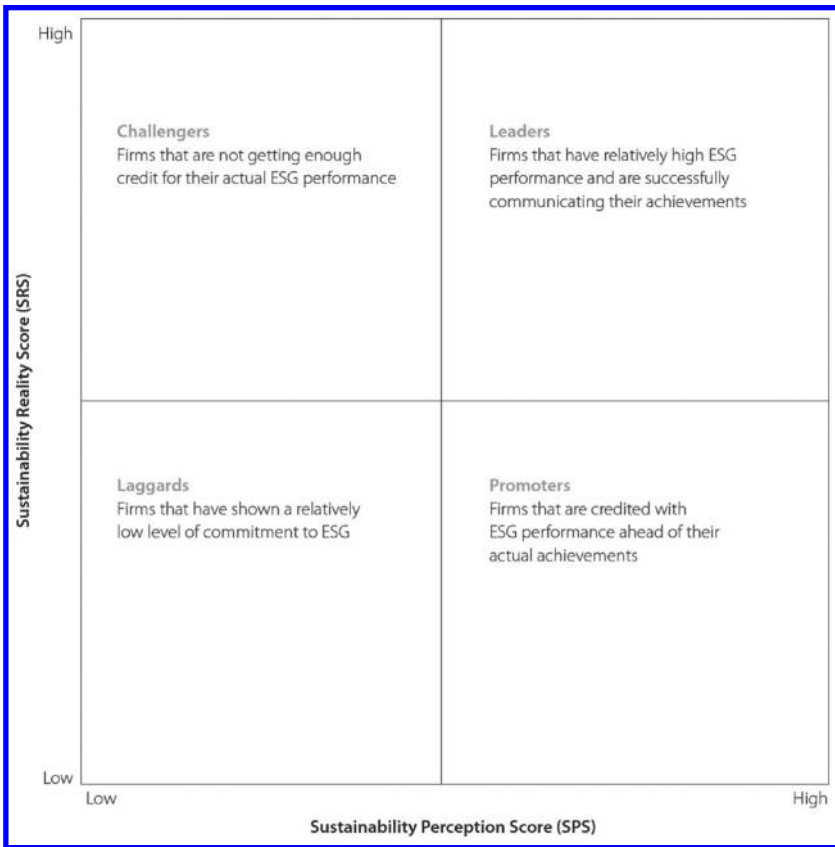 High
Challengers
Firms that are not getting enough
credit for their actual ESG performance
Leaders
Firms that have relatively high ESG
performance and are successfully
communicating their achievements
Sustainability Reality Score (SRS)
Laggards
Firms that have shown a relatively
low level of commitment to ESG
Promoters
Firms that are credited with
ESG performance ahead of their
actual achievements
Low
Low
High
Sustainability Perception Score (SPS)